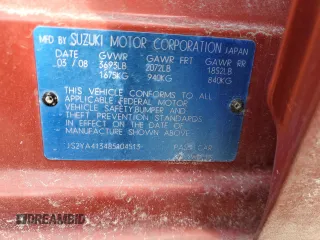 MFD BY SUZUKI MOTOR CORPORATION JAPAN
DATE GVWR GAWR FRT GAWR RR
03 / 08 3695LB 2072LB 1852LB
1675KG 940KG 840KG
THIS VEHICLE CONFORMS TO ALL
APPLICABLE FEDERAL MOTOR
VEHICLE SAFETY,BUMPER AND
THEFT PREVENTION STANDARDS
IN EFFECT ON THE DATE OF
MANUFACTURE SHOWN ABOVE.
JS2YA413485104513 PASS CAR
DREAMBID